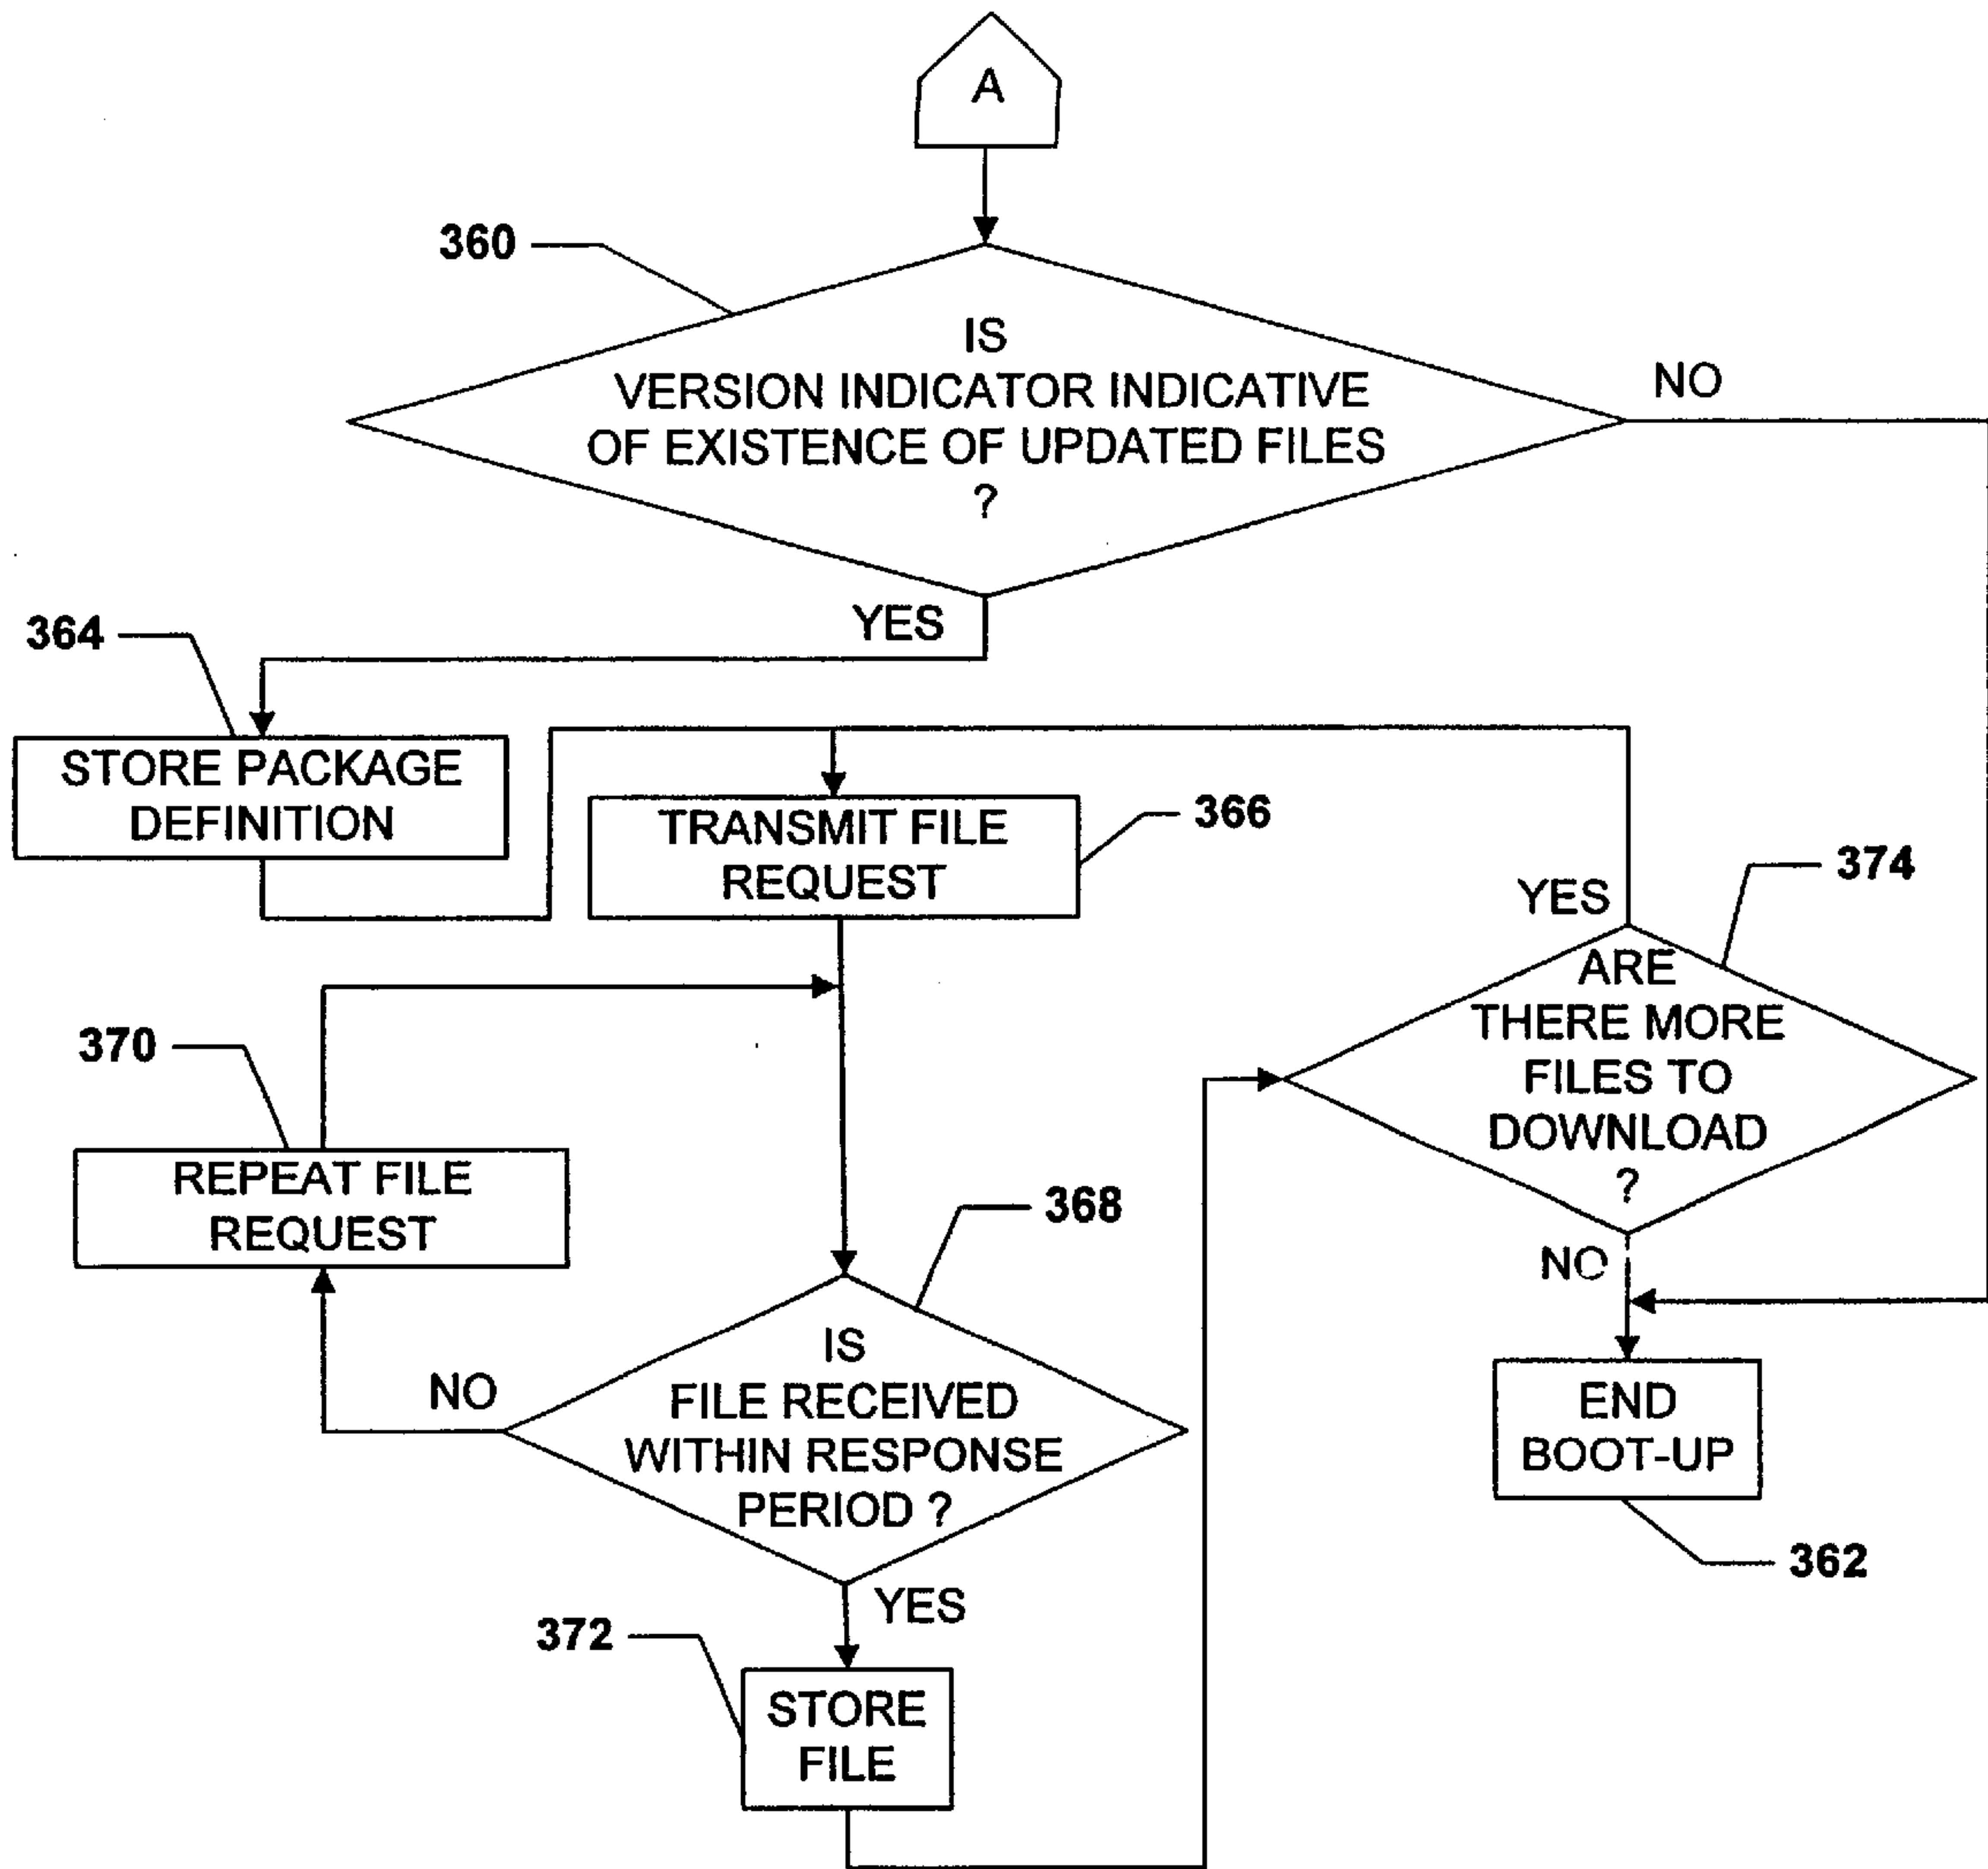 A
360
IS
VERSION INDICATOR INDICATIVE
OF EXISTENCE OF UPDATED FILES
?
NO
YES
364
STORE PACKAGE
DEFINITION
TRANSMIT FILE
REQUEST
366
374
YES
ARE
THERE MORE
FILES TO
DOWNLOAD
?
NO
370
REPEAT FILE
REQUEST
368
IS
FILE RECEIVED
WITHIN RESPONSE
PERIOD ?
NO
YES
END
BOOT-UP
362
372
STORE
FILE